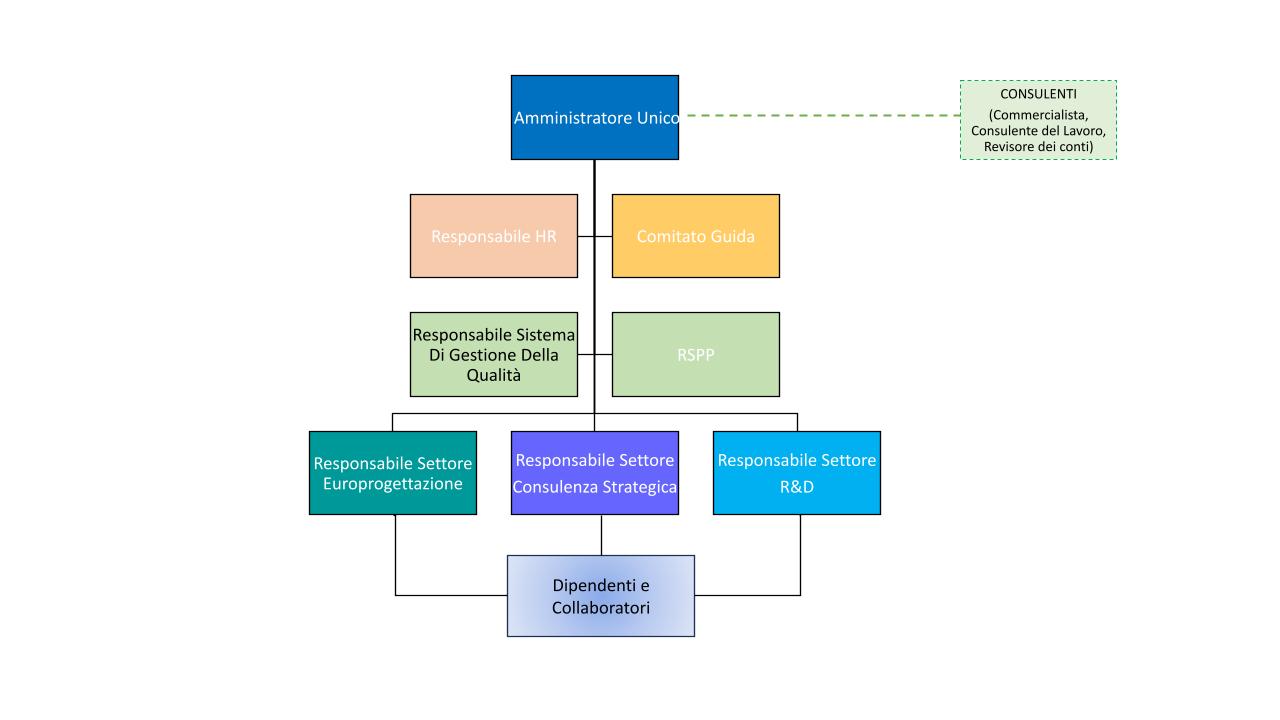 Amministratore Unico
CONSULENTI
(Commercialista,
Consulente del Lavoro,
Revisore dei conti)
Responsabile HR
Comitato Guida
Responsabile Sistema
Di Gestione Della
Qualità
RSPP
Responsabile Settore
Europrogettazione
Responsabile Settore
Consulenza Strategica
Responsabile Settore
R&D
Dipendenti e
Collaboratori